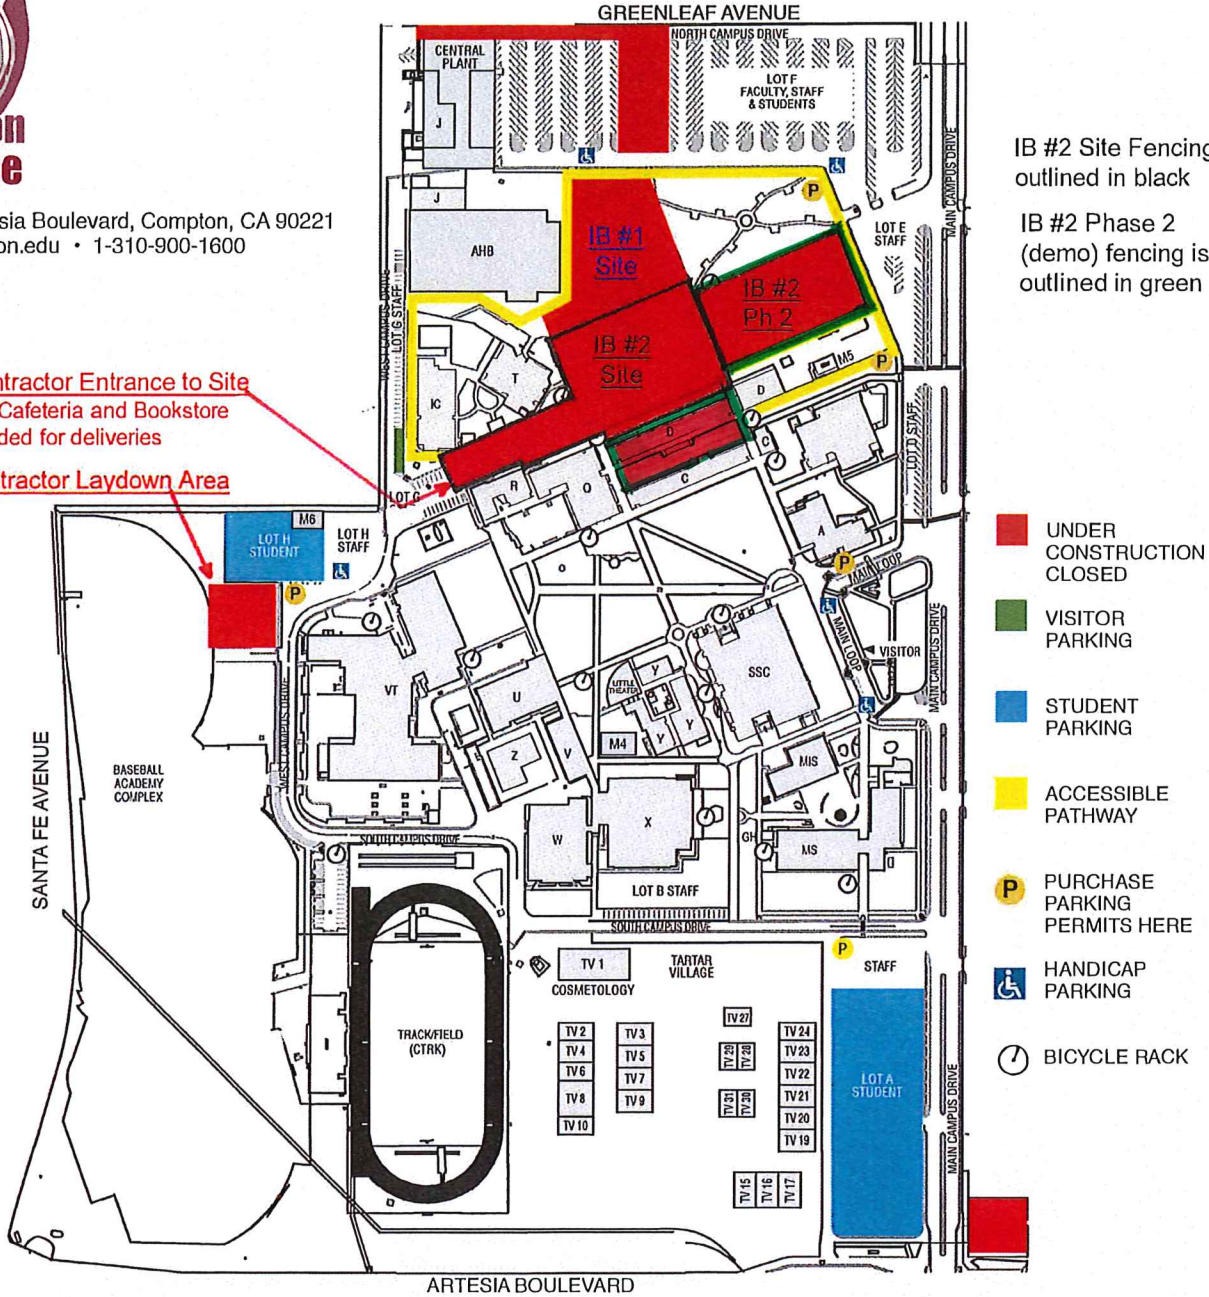 GREENLEAF AVENUE
NORTH CAMPUS DRIVE
CENTRAL
PLANT
LOT F
FACULTY, STAFF
& STUDENTS
J
J
MAIN CAMPUS DRIVE
IB #2 Site Fencing
outlined in black
IB #2 Phase 2
(demo) fencing is
outlined in green
Boulevard, Compton, CA 90221
1-310-900-1600
P
LOT E
STAFF
AHB
IB #1
Site
IB #2
Ph 2
IB #2
Site
WEST CAMPUS DRIVE
LOT G STAFF
T
IC
M5
P
D
D
C
C
LOT D STAFF
Entrance to Site
Cafeteria and Bookstore
for deliveries
Laydown Area
LOT G
R
O
A
P
MAIN LOOP
MAIN LOOP
VISITOR
MAIN CAMPUS DRIVE
M6
LOT H
STUDENT
LOT H
STAFF
P
VT
U
Z
V
W
X
LITTLE
THEATER
Y
Y
Y
M4
SSC
MIS
MS
GH
WEST CAMPUS DRIVE
SANTA FE AVENUE
BASEBALL
ACADEMY
COMPLEX
SOUTH CAMPUS DRIVE
LOT B STAFF
SOUTH CAMPUS DRIVE
P
STAFF
TV 1
COSMETOLOGY
TARTAR
VILLAGE
TRACK/FIELD
(CTRK)
TV 2
TV 4
TV 6
TV 8
TV 10
TV 3
TV 5
TV 7
TV 9
TV 27
TV 29
TV 28
TV 31
TV 30
TV 24
TV 23
TV 22
TV 21
TV 20
TV 19
TV 15
TV 16
TV 17
LOT A
STUDENT
MAIN CAMPUS DRIVE
ARTESIA BOULEVARD
UNDER
CONSTRUCTION
CLOSED
VISITOR
PARKING
STUDENT
PARKING
ACCESSIBLE
PATHWAY
P
PURCHASE
PARKING
PERMITS HERE
HANDICAP
PARKING
BICYCLE RACK